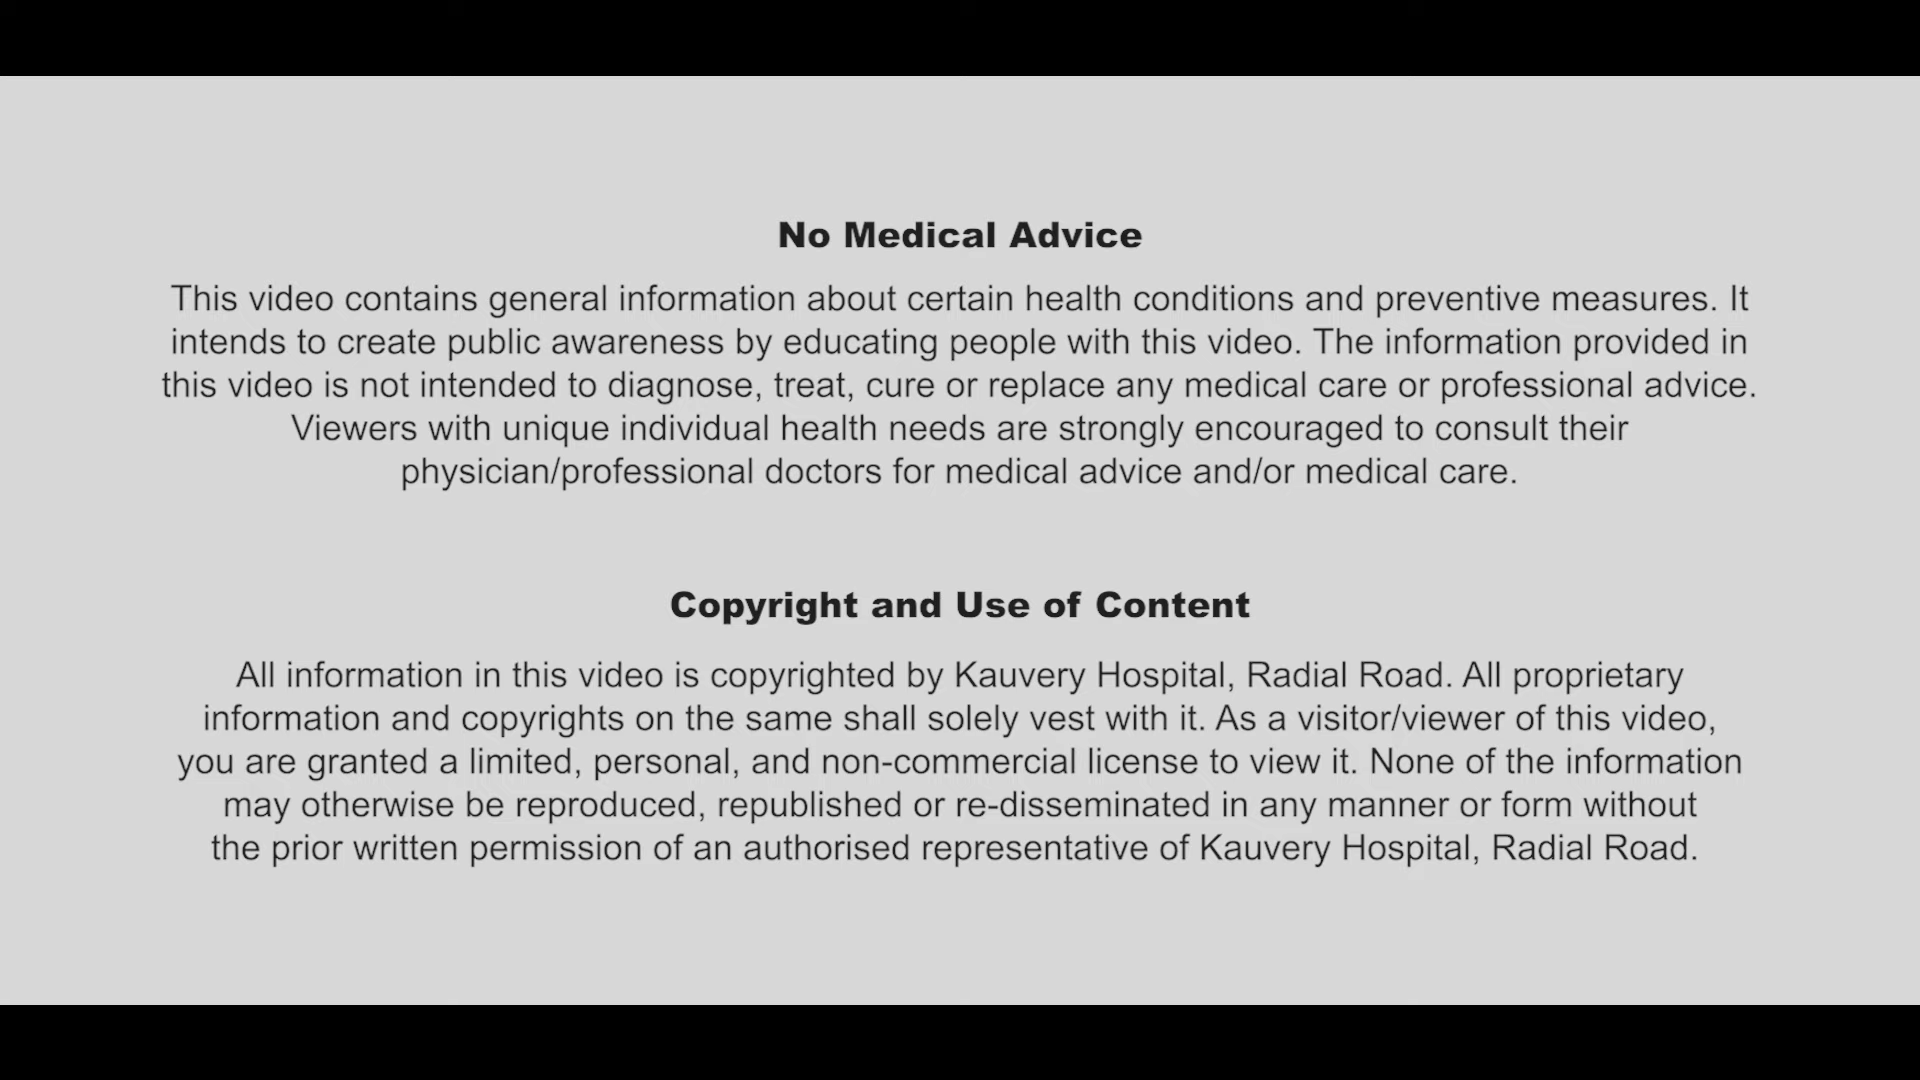 No Medical Advice
This video contains general information about certain health conditions and preventive measures. It
intends to create public awareness by educating people with this video. The information provided in
this video is not intended to diagnose, treat, cure or replace any medical care or professional advice.
Viewers with unique individual health needs are strongly encouraged to consult their
physician/professional doctors for medical advice and/or medical care.
Copyright and Use of Content
All information in this video is copyrighted by Kauvery Hospital, Radial Road. All proprietary
information and copyrights on the same shall solely vest with it. As a visitor/viewer of this video,
you are granted a limited, personal, and non-commercial license to view it. None of the information
may otherwise be reproduced, republished or re-disseminated in any manner or form without
the prior written permission of an authorised representative of Kauvery Hospital, Radial Road.